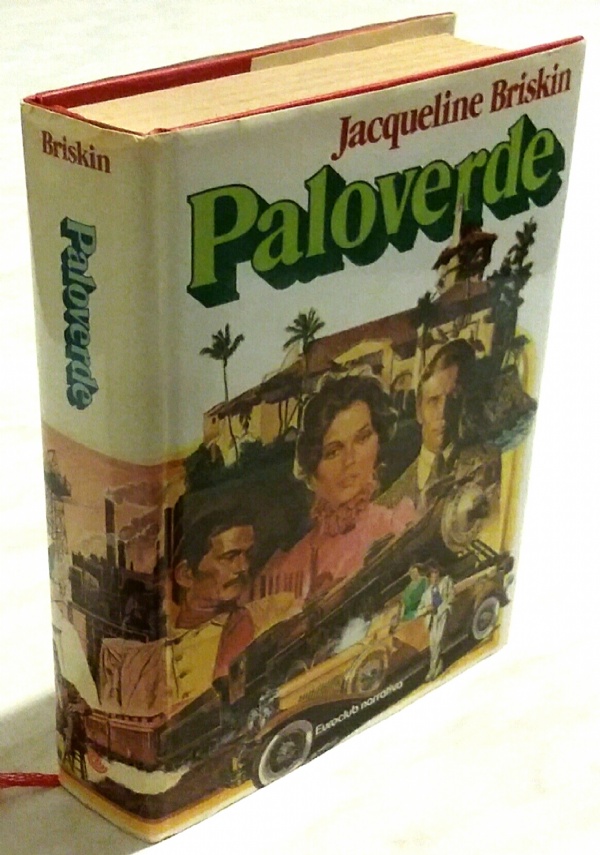 Briskin
Paloverde
Jacqueline Briskin
Paloverde
Euroclub narrativa